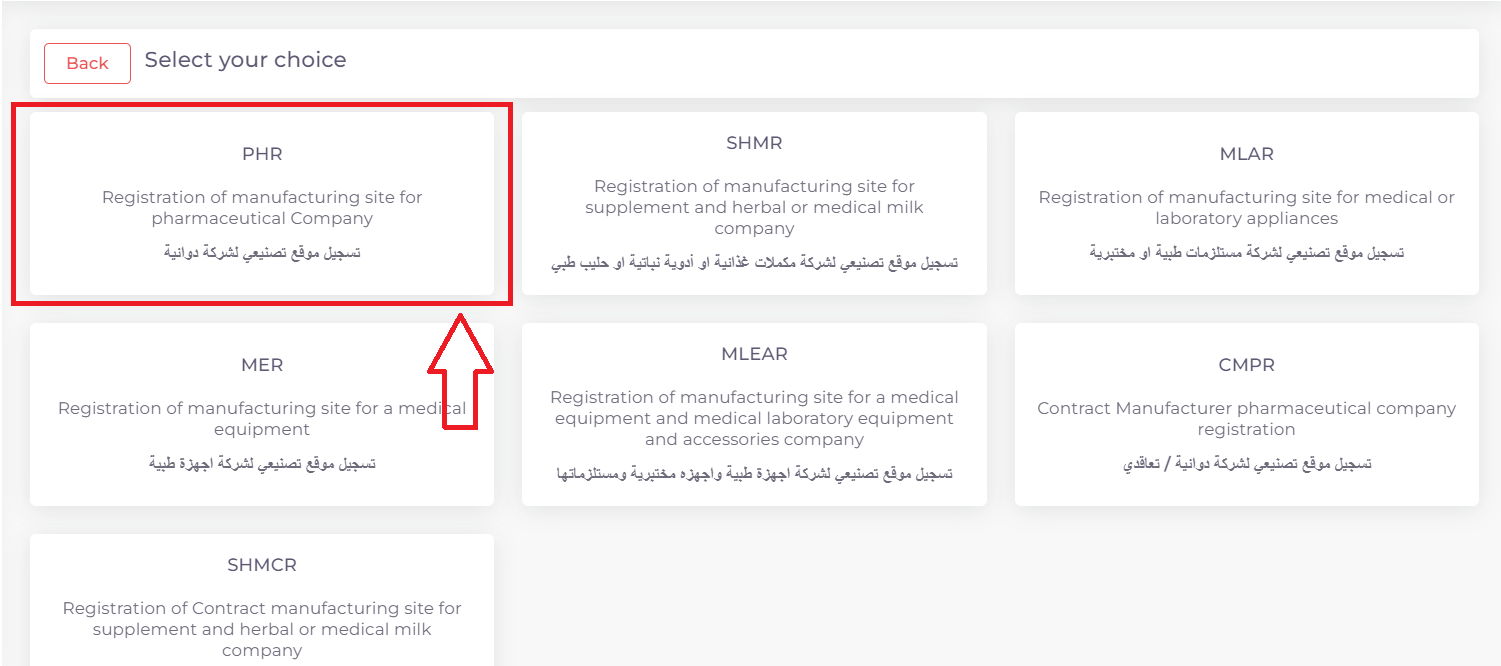 Back
Select your choice
PHR
Registration of manufacturing site for
pharmaceutical Company
تسجيل موقع تصنيعي لشركة دوائية
SHMR
Registration of manufacturing site for
supplement and herbal or medical milk
company
تسجيل موقع تصنيعي لشركة مكملات غذائية او أدوية نباتية او حليب طبي
MLAR
Registration of manufacturing site for medical or
laboratory appliances
تسجيل موقع تصنيعي لشركة مستلزمات طبية او مختبرية
MER
Registration of manufacturing site for a medical
equipment
تسجيل موقع تصنيعي لشركة اجهزة طبية
MLEAR
Registration of manufacturing site for a medical
equipment and medical laboratory equipment
and accessories company
تسجيل موقع تصنيعي لشركة اجهزة طبية واجهزه مختبرية ومستلزماتها
CMPR
Contract Manufacturer pharmaceutical company
registration
تسجيل موقع تصنيعي لشركة دوائية / تعاقدي
SHMCR
Registration of Contract manufacturing site for
supplement and herbal or medical milk
company